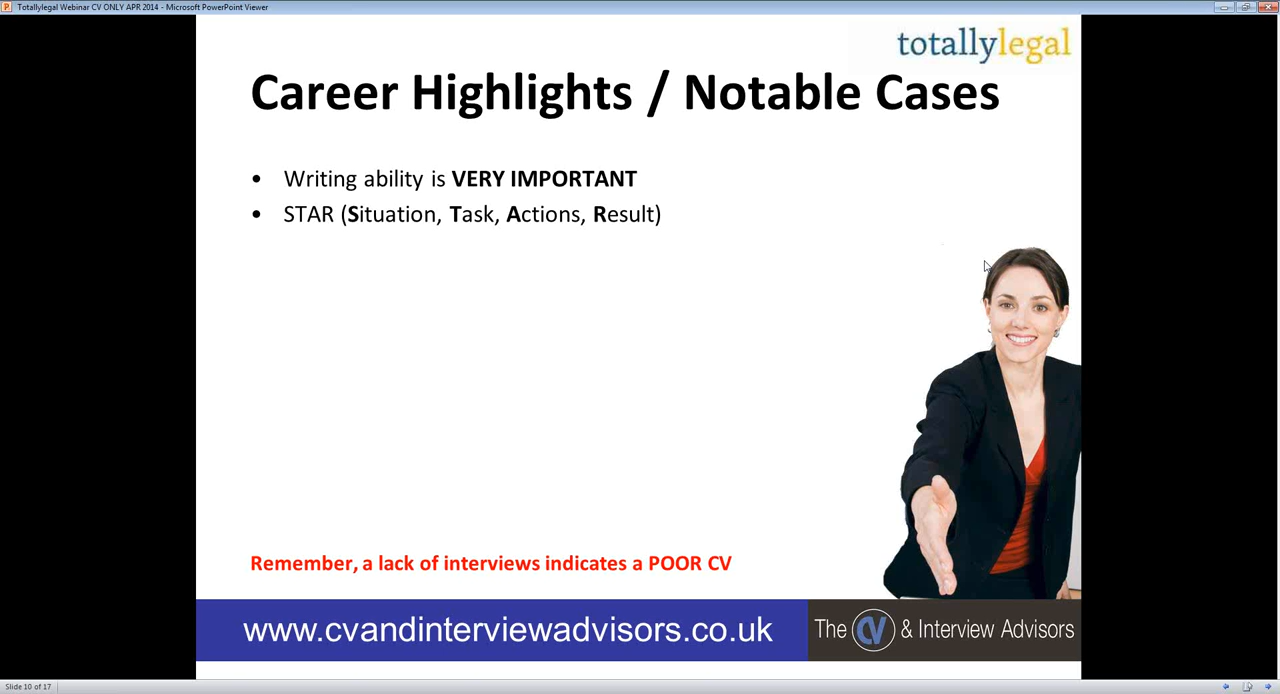 Totallylegal Webinar CV ONLY APR 2014 - Microsoft PowerPoint Viewer
totallylegal
Career Highlights / Notable Cases
• Writing ability is VERY IMPORTANT
• STAR (Situation, Task, Actions, Result)
Remember, a lack of interviews indicates a POOR CV
www.cvandinterviewadvisors.co.uk
The CV & Interview Advisors
Slide 10 of 17